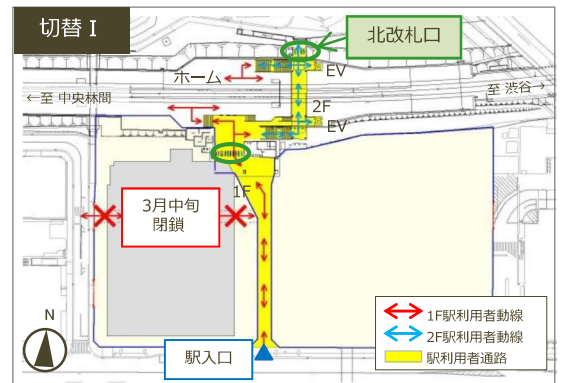 切替Ⅰ
北改札口
ホーム
EV
←至 中央林間
至 渋谷→
2F
EV
1F
3月中旬
閉鎖
N
1F駅利用者動線
2F駅利用者動線
駅利用者通路
駅入口